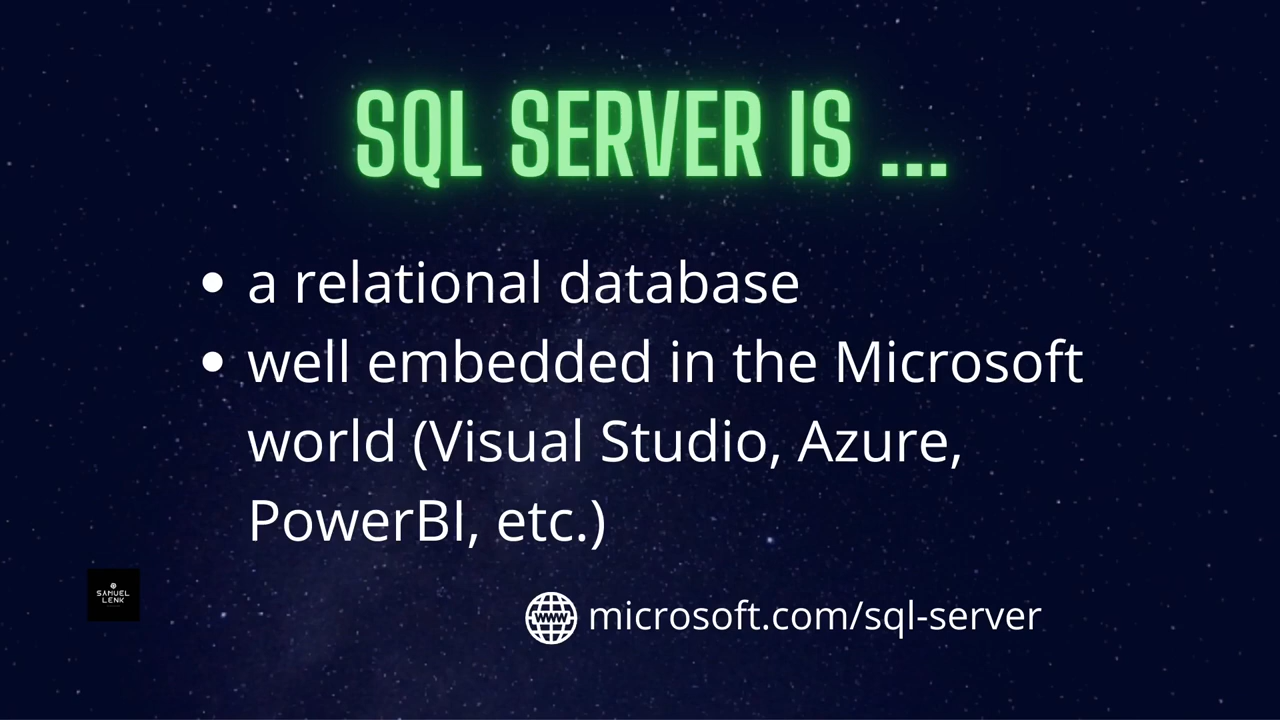 SQL SERVER IS ...
• a relational database
• well embedded in the Microsoft
world (Visual Studio, Azure,
PowerBI, etc.)
SAMUEL
LENK
www
microsoft.com/sql-server